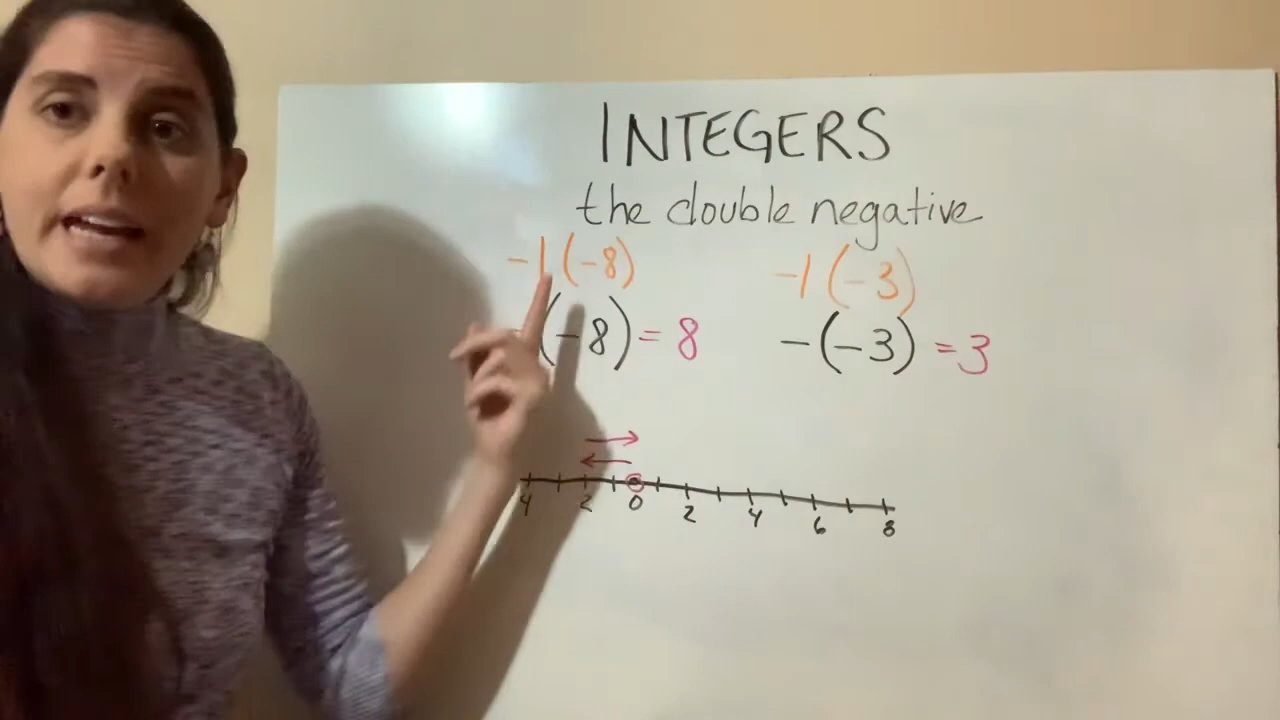 INTEGERS
the double negative
-1(-8) -1(-3)
(-8) = 8 -(-3) = 3
4 2 0 2 4 6 8